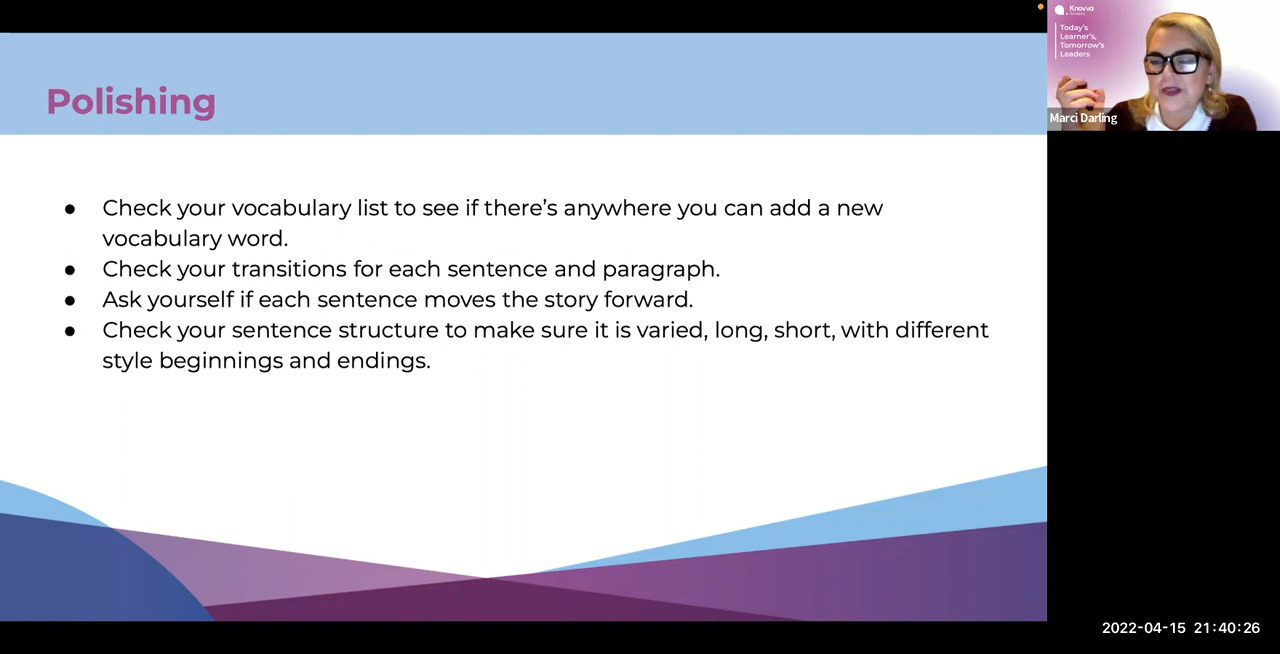 Polishing
● Check your vocabulary list to see if there’s anywhere you can add a new
vocabulary word.
● Check your transitions for each sentence and paragraph.
● Ask yourself if each sentence moves the story forward.
● Check your sentence structure to make sure it is varied, long, short, with different
style beginnings and endings.
Knovva
Academy
Today’s
Learner’s,
Tomorrow’s
Leaders
Marci Darling
2022-04-15 21:40:26